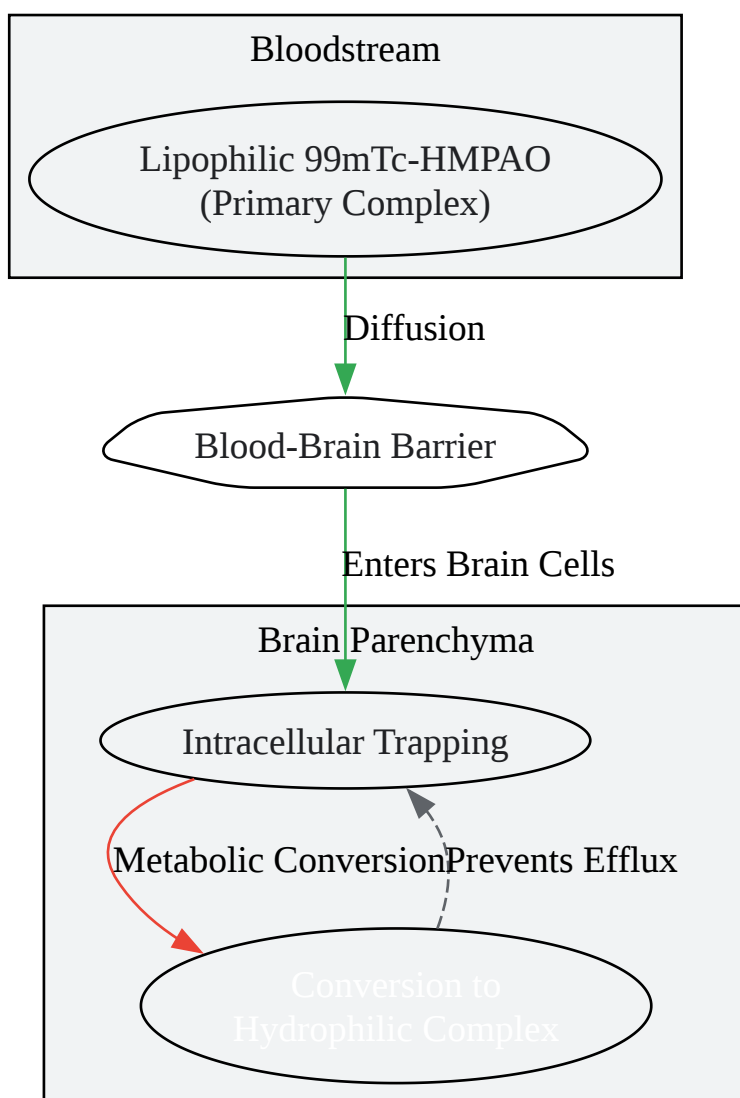 Bloodstream
Lipophilic 99mTc-HMPAO
(Primary Complex)
Diffusion
Blood-Brain Barrier
Enters Brain Cells
Brain Parenchyma
Intracellular Trapping
Metabolic Conversion
Prevents Efflux
Conversion to
Hydrophilic Complex